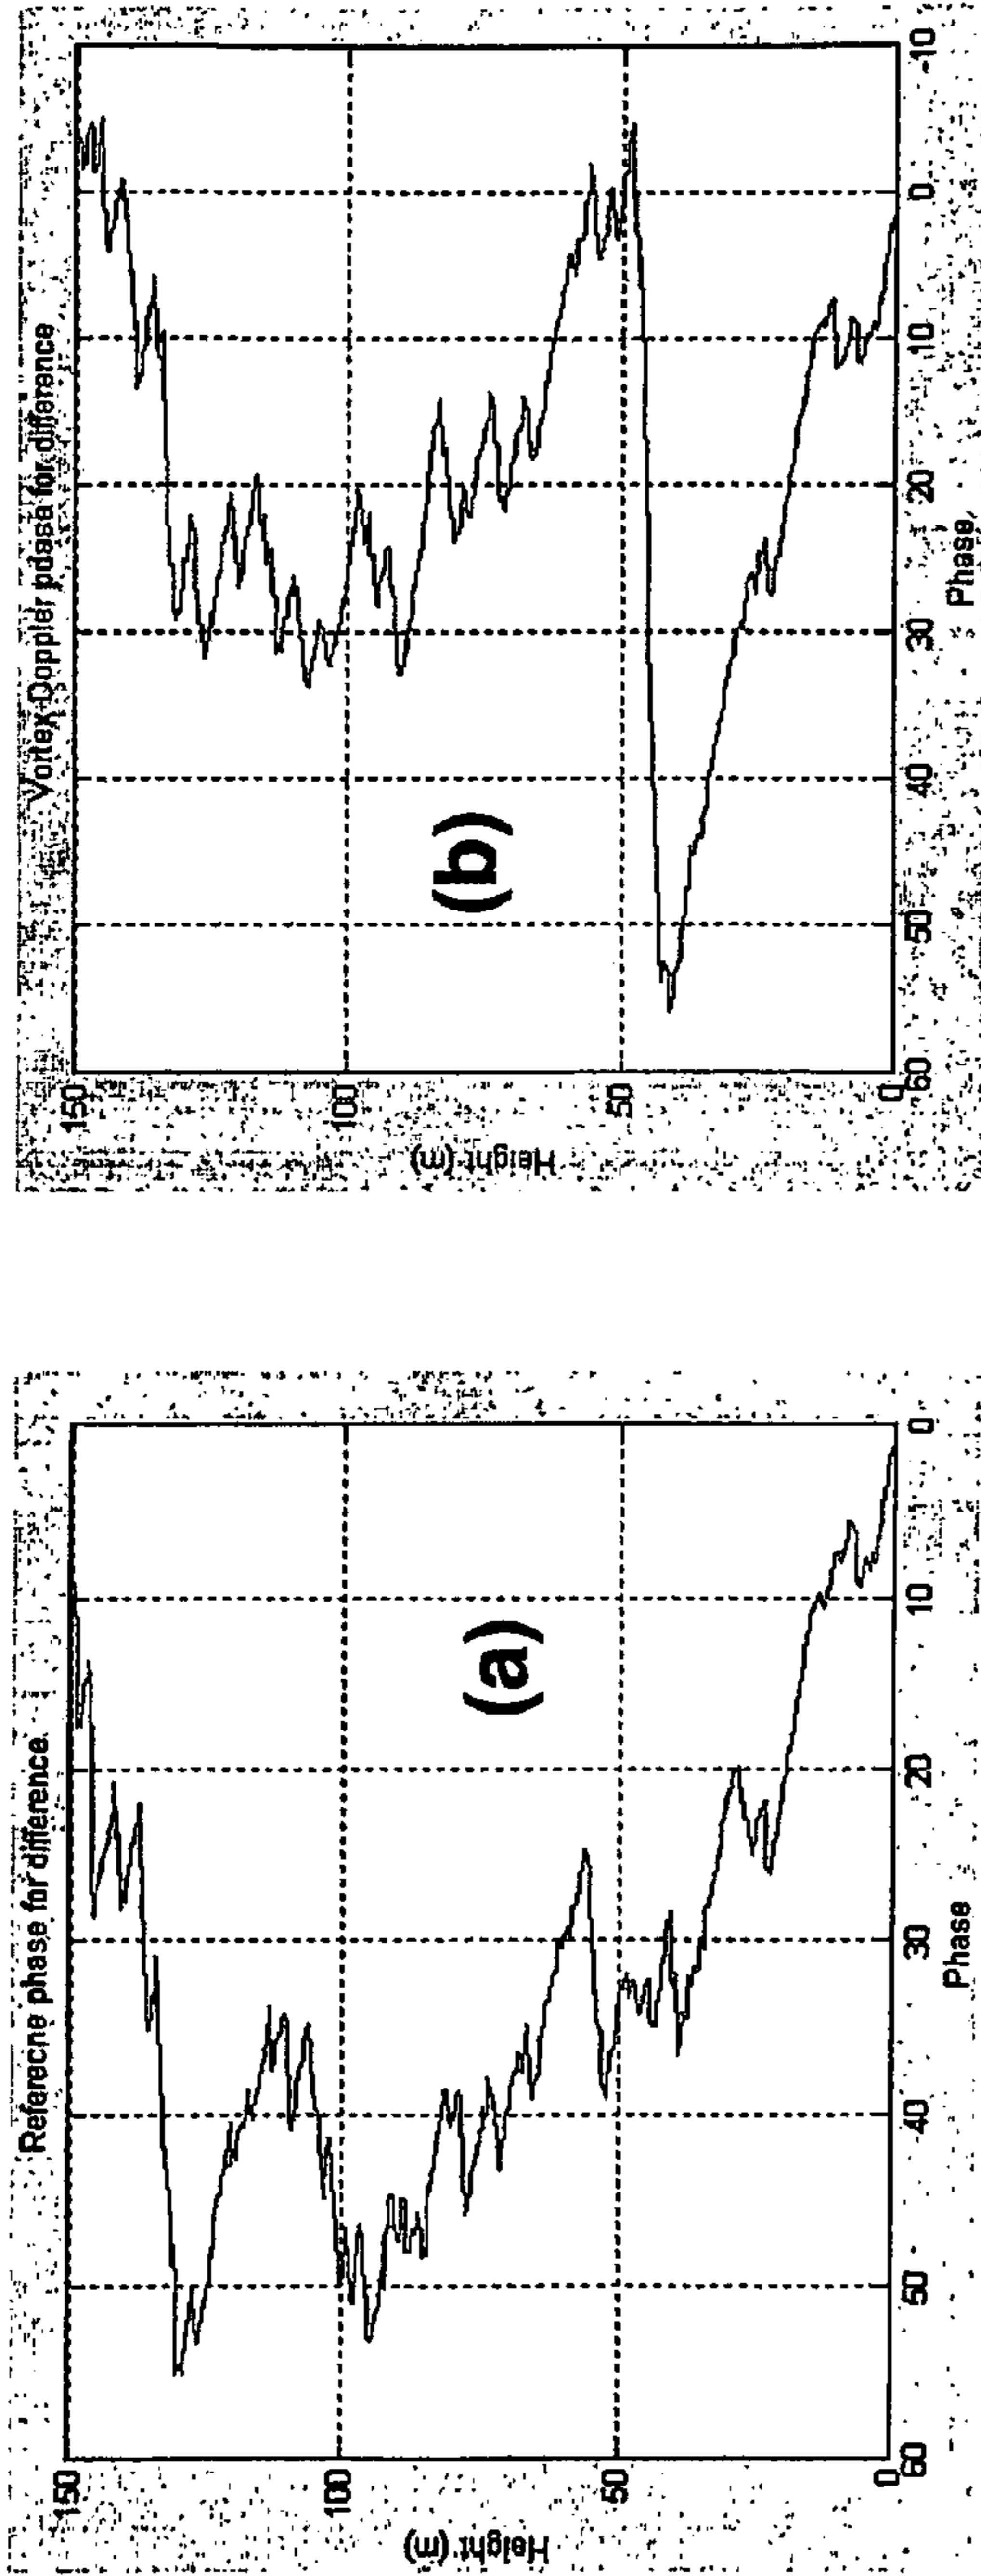 Referecne phase for difference
150
100
50
0
Height (m)
(a)
60 50 40 30 20 10 0
Phase
Vortex-Doppler pdase for difference
150
100
50
0
Height (m)
(b)
60 50 40 30 20 10 0 -10
Phase